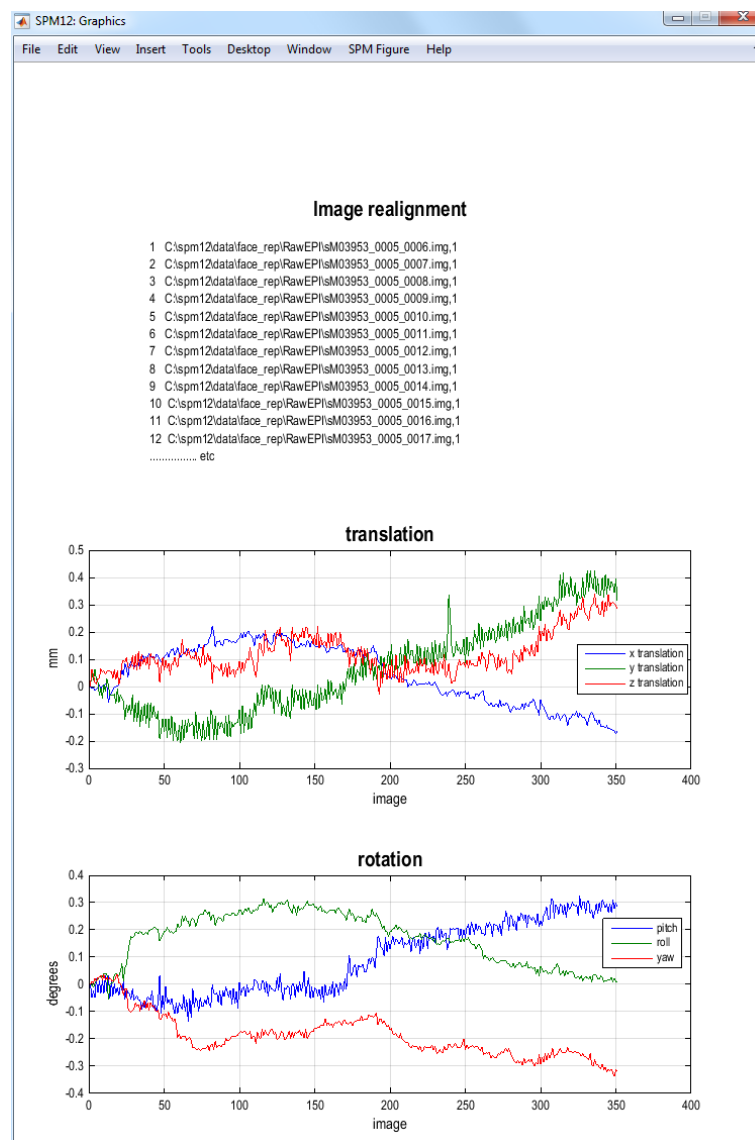 SPM12: Graphics
File Edit View Insert Tools Desktop Window SPM Figure Help
Image realignment
1 C:\spm12\data\face_rep\RawEPI\sM03953_0005_0006.img,1
2 C:\spm12\data\face_rep\RawEPI\sM03953_0005_0007.img,1
3 C:\spm12\data\face_rep\RawEPI\sM03953_0005_0008.img,1
4 C:\spm12\data\face_rep\RawEPI\sM03953_0005_0009.img,1
5 C:\spm12\data\face_rep\RawEPI\sM03953_0005_0010.img,1
6 C:\spm12\data\face_rep\RawEPI\sM03953_0005_0011.img,1
7 C:\spm12\data\face_rep\RawEPI\sM03953_0005_0012.img,1
8 C:\spm12\data\face_rep\RawEPI\sM03953_0005_0013.img,1
9 C:\spm12\data\face_rep\RawEPI\sM03953_0005_0014.img,1
10 C:\spm12\data\face_rep\RawEPI\sM03953_0005_0015.img,1
11 C:\spm12\data\face_rep\RawEPI\sM03953_0005_0016.img,1
12 C:\spm12\data\face_rep\RawEPI\sM03953_0005_0017.img,1
................ etc
translation
0.5
0.4
0.3
0.2
0.1
0
-0.1
-0.2
-0.3
mm
x translation
y translation
z translation
0 50 100 150 200 250 300 350 400
image
rotation
0.4
0.3
0.2
0.1
0
-0.1
-0.2
-0.3
-0.4
degrees
pitch
roll
yaw
0 50 100 150 200 250 300 350 400
image